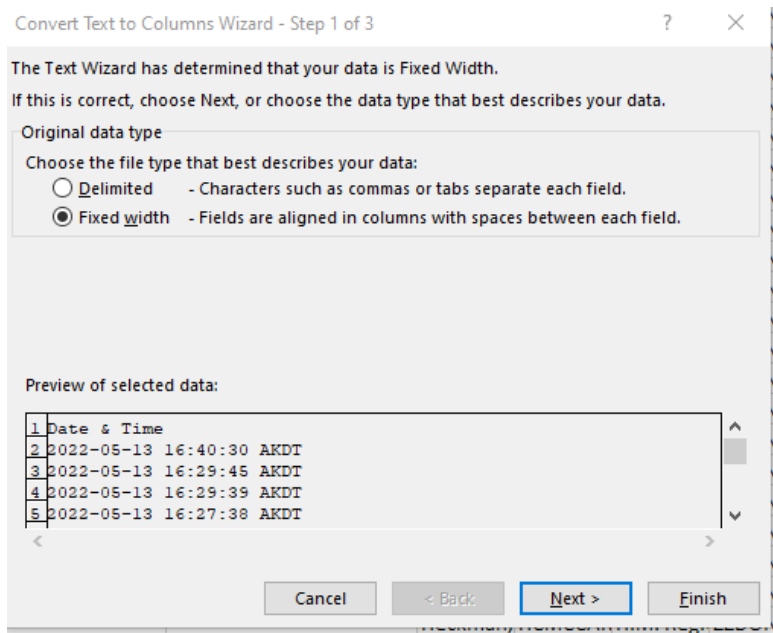 Convert Text to Columns Wizard - Step 1 of 3 ? ×
The Text Wizard has determined that your data is Fixed Width.
If this is correct, choose Next, or choose the data type that best describes your data.
Original data type
Choose the file type that best describes your data:
Delimited - Characters such as commas or tabs separate each field.
Fixed width - Fields are aligned in columns with spaces between each field.
Preview of selected data:
1 Date & Time
2 2022-05-13 16:40:30 AKDT
3 2022-05-13 16:29:45 AKDT
4 2022-05-13 16:29:39 AKDT
5 2022-05-13 16:27:38 AKDT
Cancel < Back Next > Finish